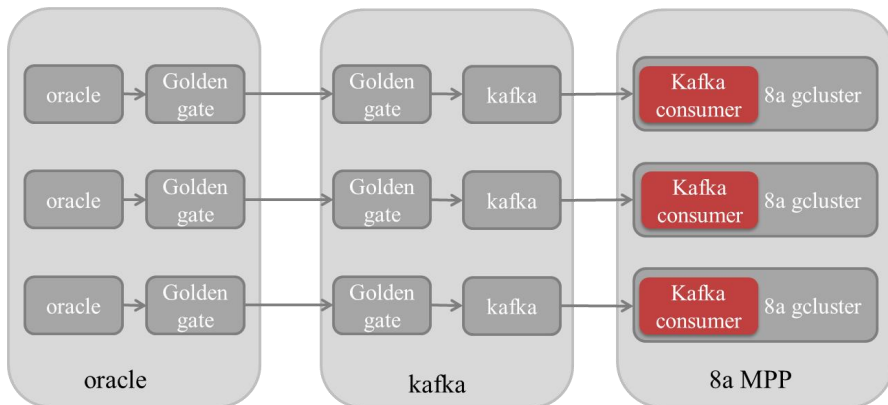 oracle
Golden
gate
Golden
gate
kafka
Kafka
consumer
8a gcluster
oracle
Golden
gate
Golden
gate
kafka
Kafka
consumer
8a gcluster
oracle
Golden
gate
Golden
gate
kafka
Kafka
consumer
8a gcluster
oracle
kafka
8a MPP